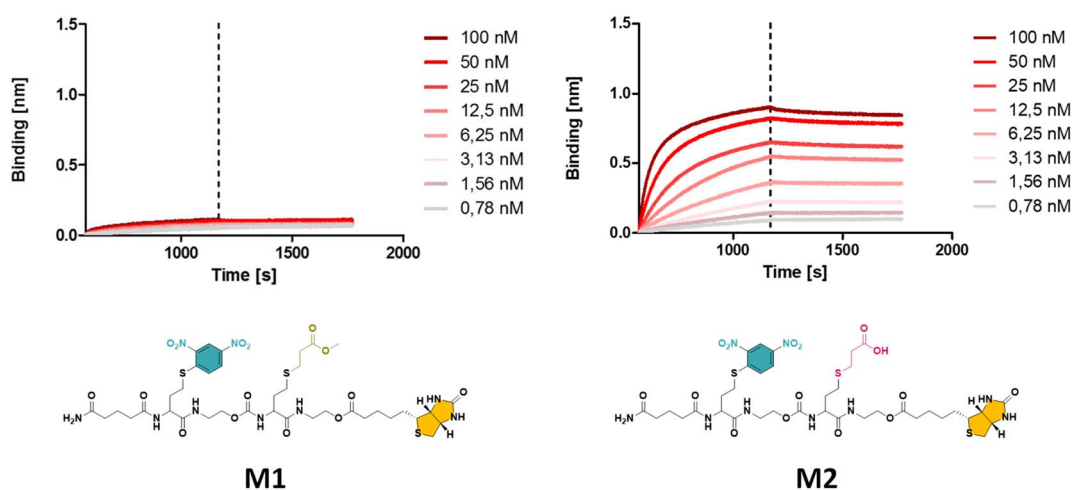 1.5
1.0
0.5
0.0
Binding [nm]
1000
1500
2000
Time [s]
100 nM
50 nM
25 nM
12,5 nM
6,25 nM
3,13 nM
1,56 nM
0,78 nM
1.5
1.0
0.5
0.0
Binding [nm]
1000
1500
2000
Time [s]
100 nM
50 nM
25 nM
12,5 nM
6,25 nM
3,13 nM
1,56 nM
0,78 nM
O₂N NO₂ O O
S S
O O H O H O O HN O
H₂N N N O N N O H NH
H O H O S H
M1
O₂N NO₂ O OH
S S
O O H O H O O HN O
H₂N N N O N N O H NH
H O H O S H
M2